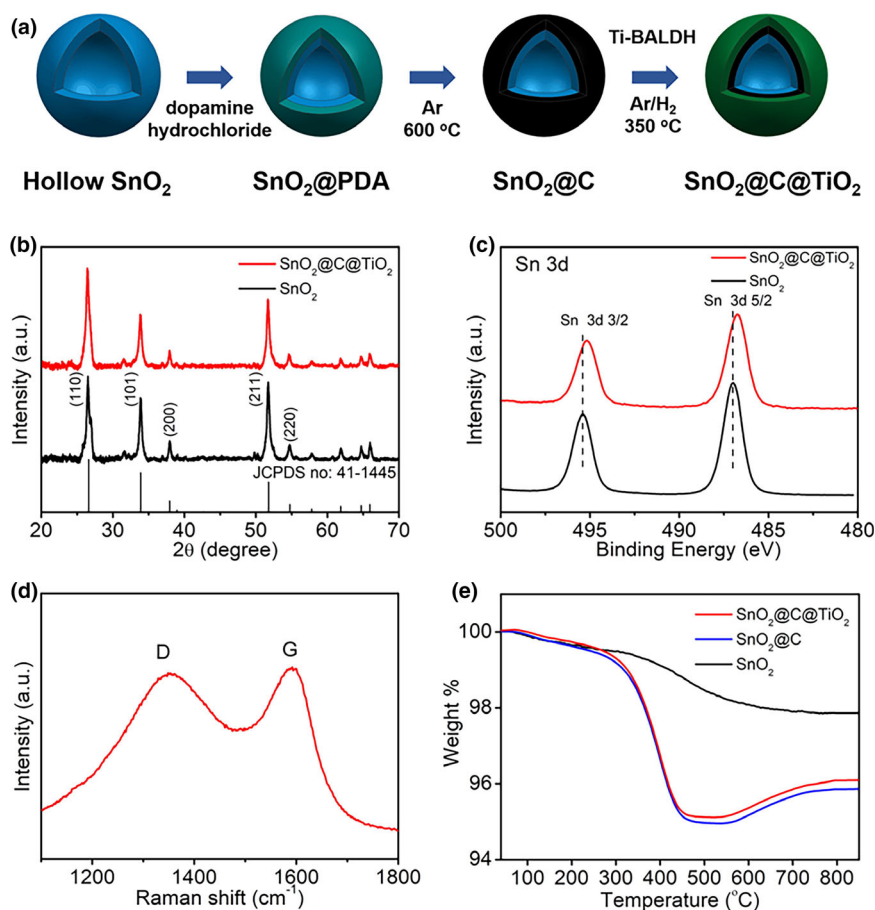 (a)
dopamine
hydrochloride
Ar
600 °C
Ti-BALDH
Ar/H₂
350 °C
Hollow SnO₂
SnO₂@PDA
SnO₂@C
SnO₂@C@TiO₂
(b)
SnO₂@C@TiO₂
SnO₂
(110)
(101)
(200)
(211)
(220)
JCPDS no: 41-1445
Intensity (a.u.)
20 30 40 50 60 70
2θ (degree)
(c)
Sn 3d
SnO₂@C@TiO₂
SnO₂
Sn 3d 3/2
Sn 3d 5/2
Intensity (a.u.)
500 495 490 485 480
Binding Energy (eV)
(d)
D
G
Intensity (a.u.)
1200 1400 1600 1800
Raman shift (cm⁻¹)
(e)
SnO₂@C@TiO₂
SnO₂@C
SnO₂
Weight %
100
98
96
94
100 200 300 400 500 600 700 800
Temperature (°C)